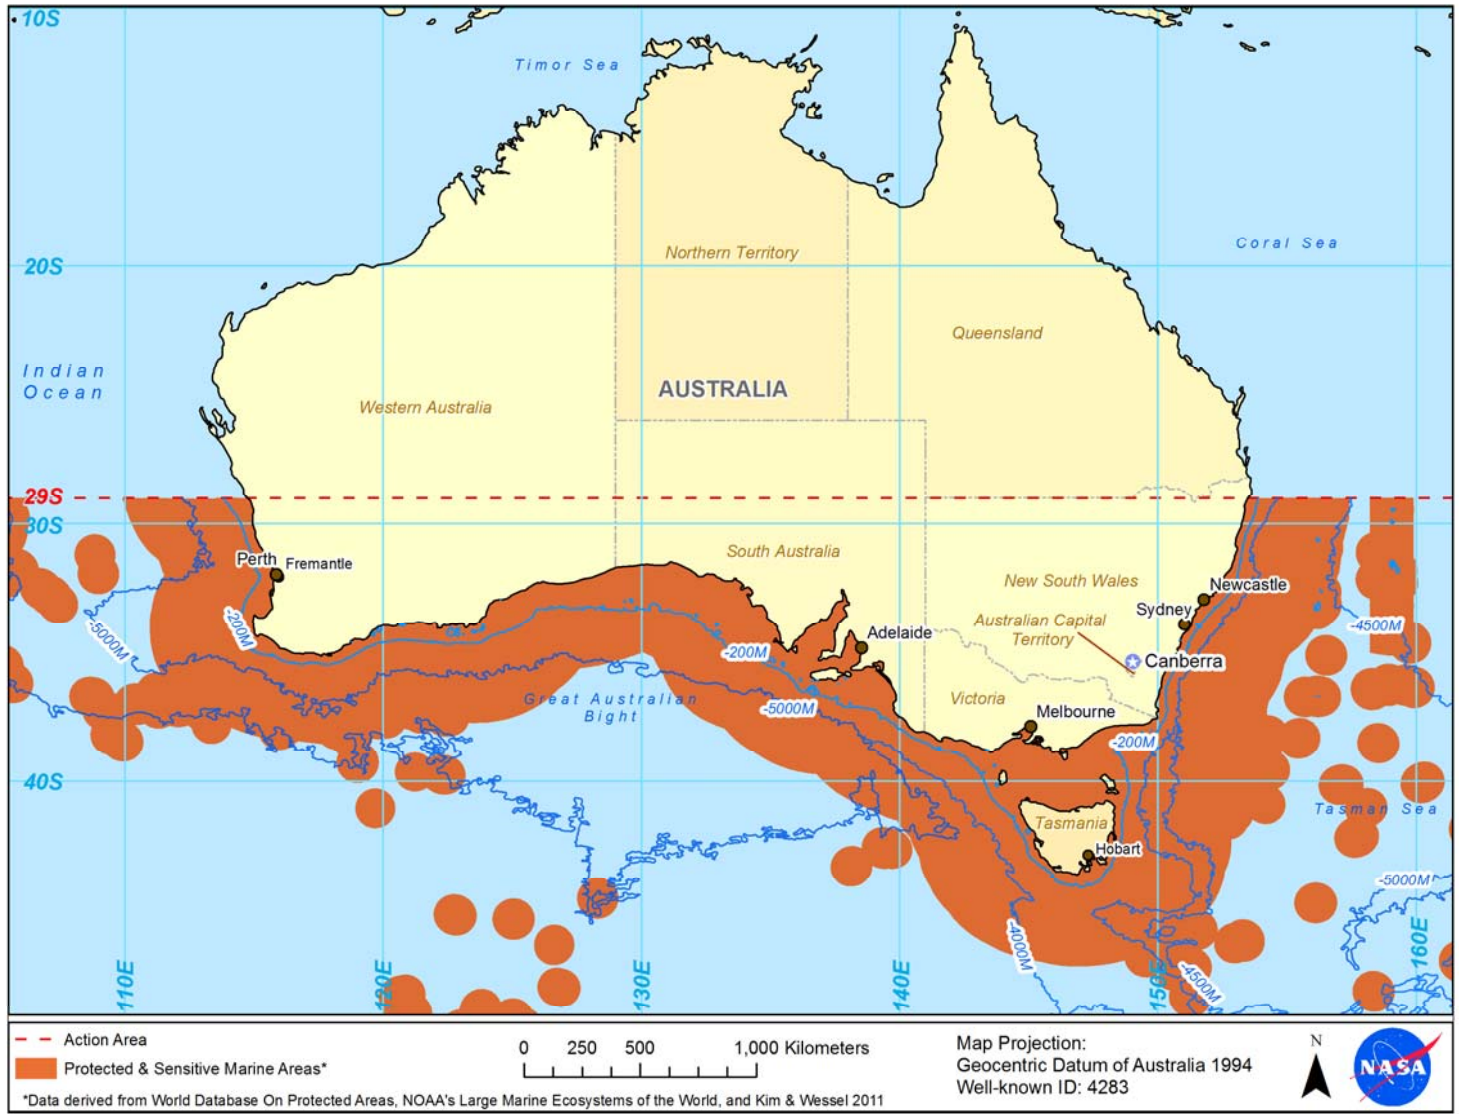 10S
Timor Sea
Coral Sea
Northern Territory
20S
Queensland
Indian
Ocean
AUSTRALIA
Western Australia
29S
30S
South Australia
Perth
Fremantle
New South Wales
Newcastle
Sydney
Australian Capital
Territory
-200M
-5000M
-4500M
Adelaide
-200M
Canberra
Great Australian
Bight
Victoria
-5000M
Melbourne
-200M
40S
Tasman Sea
Tasmania
Hobart
-5000M
-4000M
-4500M
110E
120E
130E
140E
150E
160E
Action Area
Protected & Sensitive Marine Areas*
*Data derived from World Database On Protected Areas, NOAA's Large Marine Ecosystems of the World, and Kim & Wessel 2011
0 250 500 1,000 Kilometers
Map Projection:
Geocentric Datum of Australia 1994
Well-known ID: 4283
N
NASA